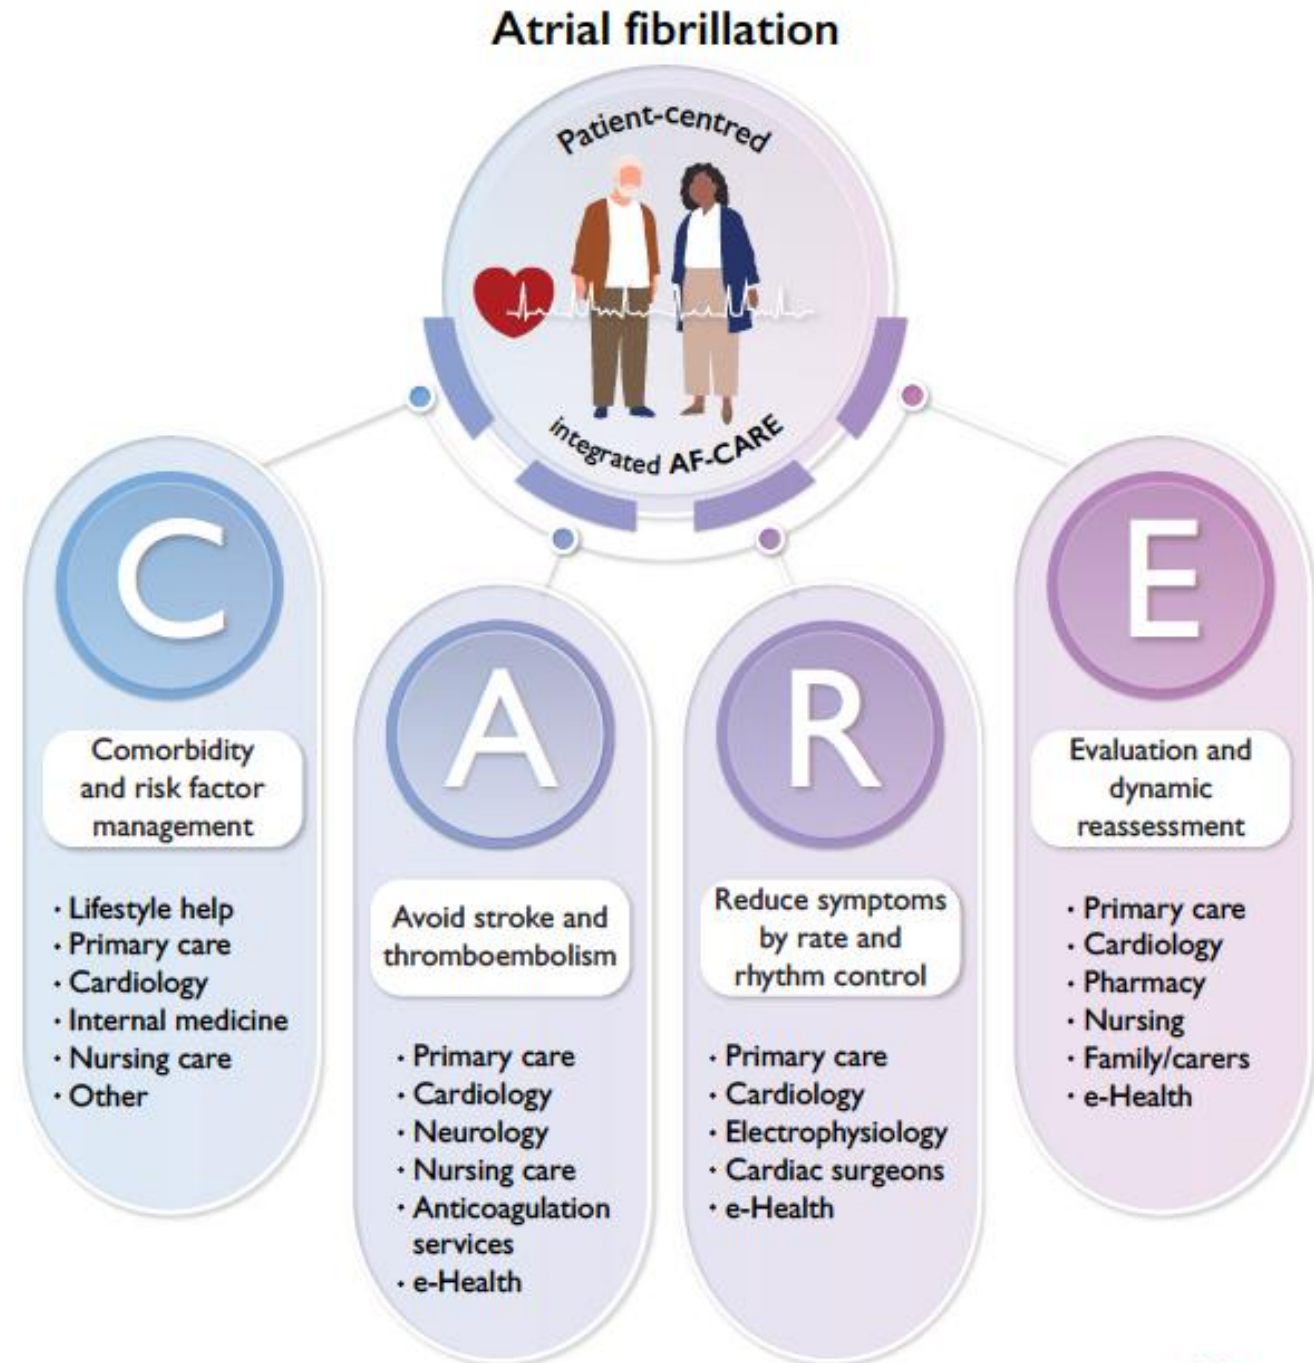 Atrial fibrillation
Patient-centred
integrated AF-CARE
C
Comorbidity
and risk factor
management
· Lifestyle help
· Primary care
· Cardiology
· Internal medicine
· Nursing care
· Other
A
Avoid stroke and
thromboembolism
· Primary care
· Cardiology
· Neurology
· Nursing care
· Anticoagulation
services
· e-Health
R
Reduce symptoms
by rate and
rhythm control
· Primary care
· Cardiology
· Electrophysiology
· Cardiac surgeons
· e-Health
E
Evaluation and
dynamic
reassessment
· Primary care
· Cardiology
· Pharmacy
· Nursing
· Family/carers
· e-Health